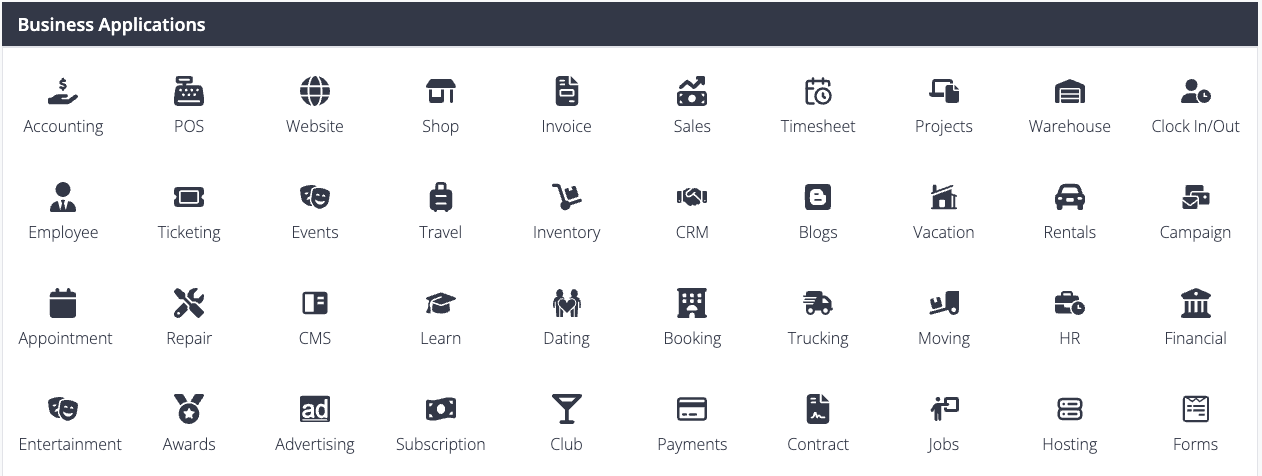 Business Applications
Accounting POS Website Shop Invoice Sales Timesheet Projects Warehouse Clock In/Out
Employee Ticketing Events Travel Inventory CRM Blogs Vacation Rentals Campaign
Appointment Repair CMS Learn Dating Booking Trucking Moving HR Financial
ad
Entertainment Awards Advertising Subscription Club Payments Contract Jobs Hosting Forms